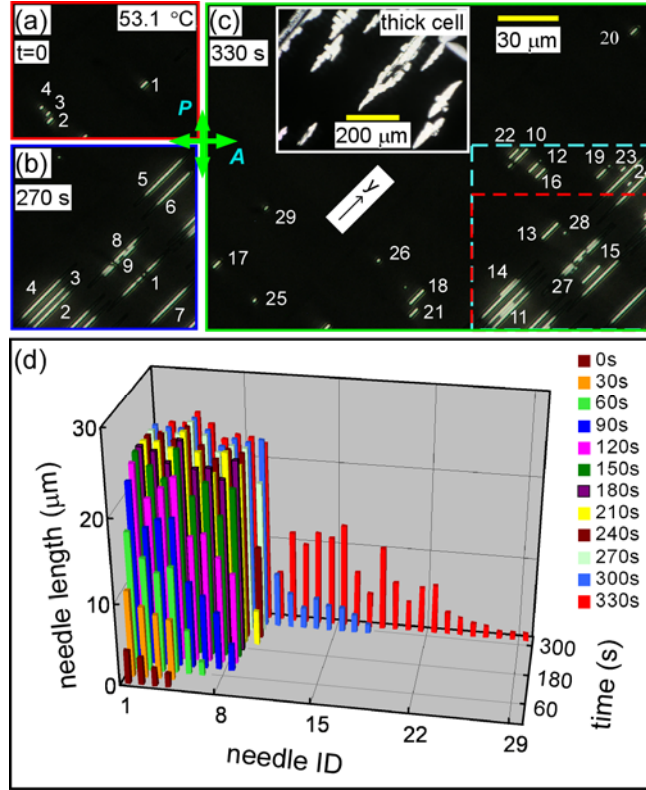 (a)
53.1 °C
t=0
4
3
2
1
P
A
(b)
270 s
5
6
8
9
1
4
3
2
7
(c)
330 s
thick cell
200 µm
30 µm
20
y
22 10
12
19
23
24
16
13
28
15
14
27
11
29
26
17
25
18
21
(d)
needle length (µm)
30
20
10
0
1
8
15
22
29
needle ID
300
180
60
time (s)
0s
30s
60s
90s
120s
150s
180s
210s
240s
270s
300s
330s